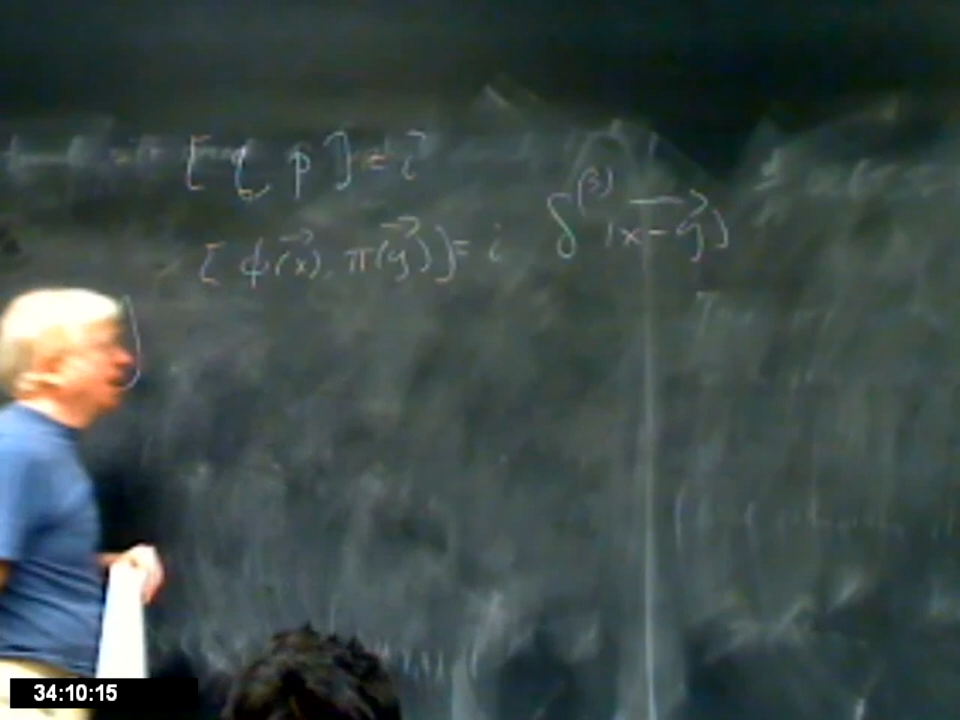 [ q, p ] = i
[ φ(x⃗), π(y⃗)] = i δ⁽³⁾(x⃗ - y⃗)
34:10:15